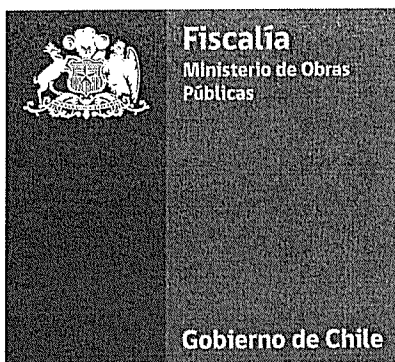 Fiscalía
Ministerio de Obras
Públicas
Gobierno de Chile